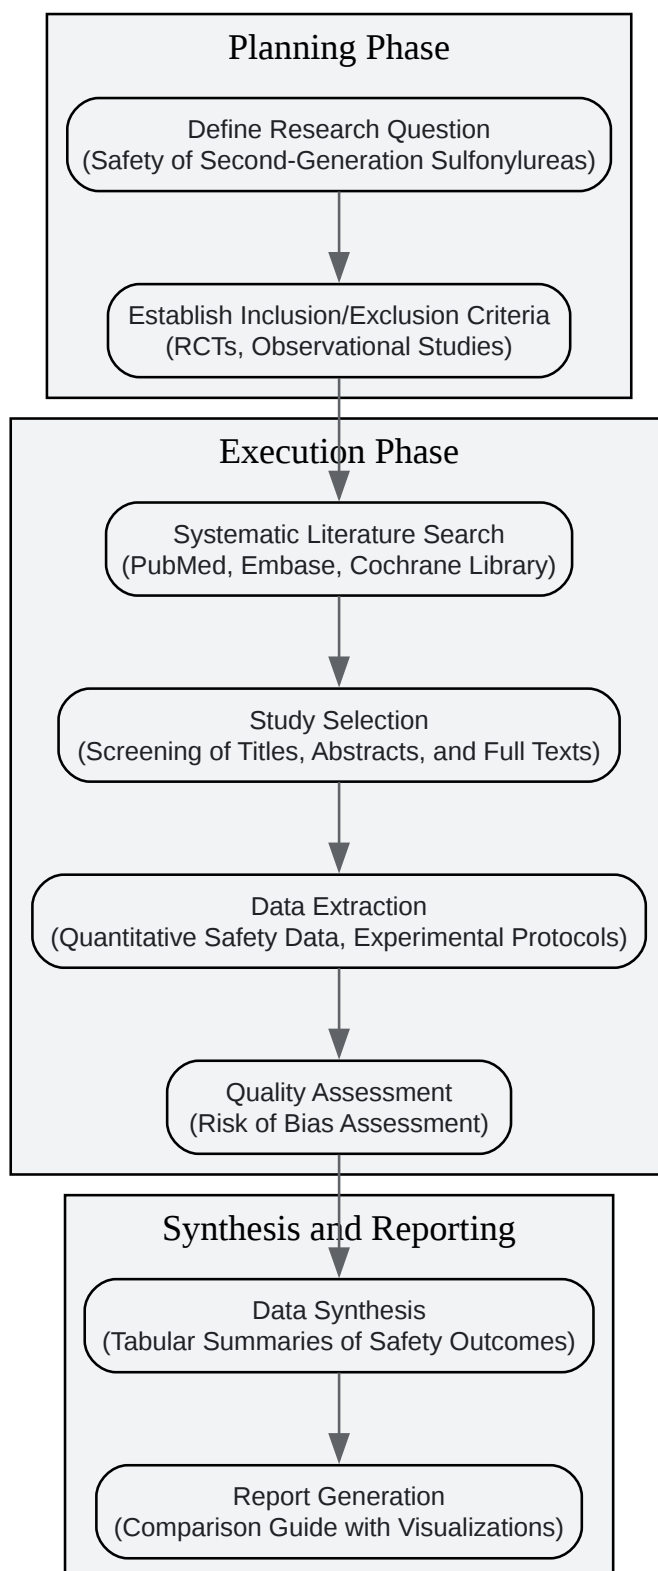 Planning Phase
Define Research Question
(Safety of Second-Generation Sulfonylureas)
Establish Inclusion/Exclusion Criteria
(RCTs, Observational Studies)
Execution Phase
Systematic Literature Search
(PubMed, Embase, Cochrane Library)
Study Selection
(Screening of Titles, Abstracts, and Full Texts)
Data Extraction
(Quantitative Safety Data, Experimental Protocols)
Quality Assessment
(Risk of Bias Assessment)
Synthesis and Reporting
Data Synthesis
(Tabular Summaries of Safety Outcomes)
Report Generation
(Comparison Guide with Visualizations)